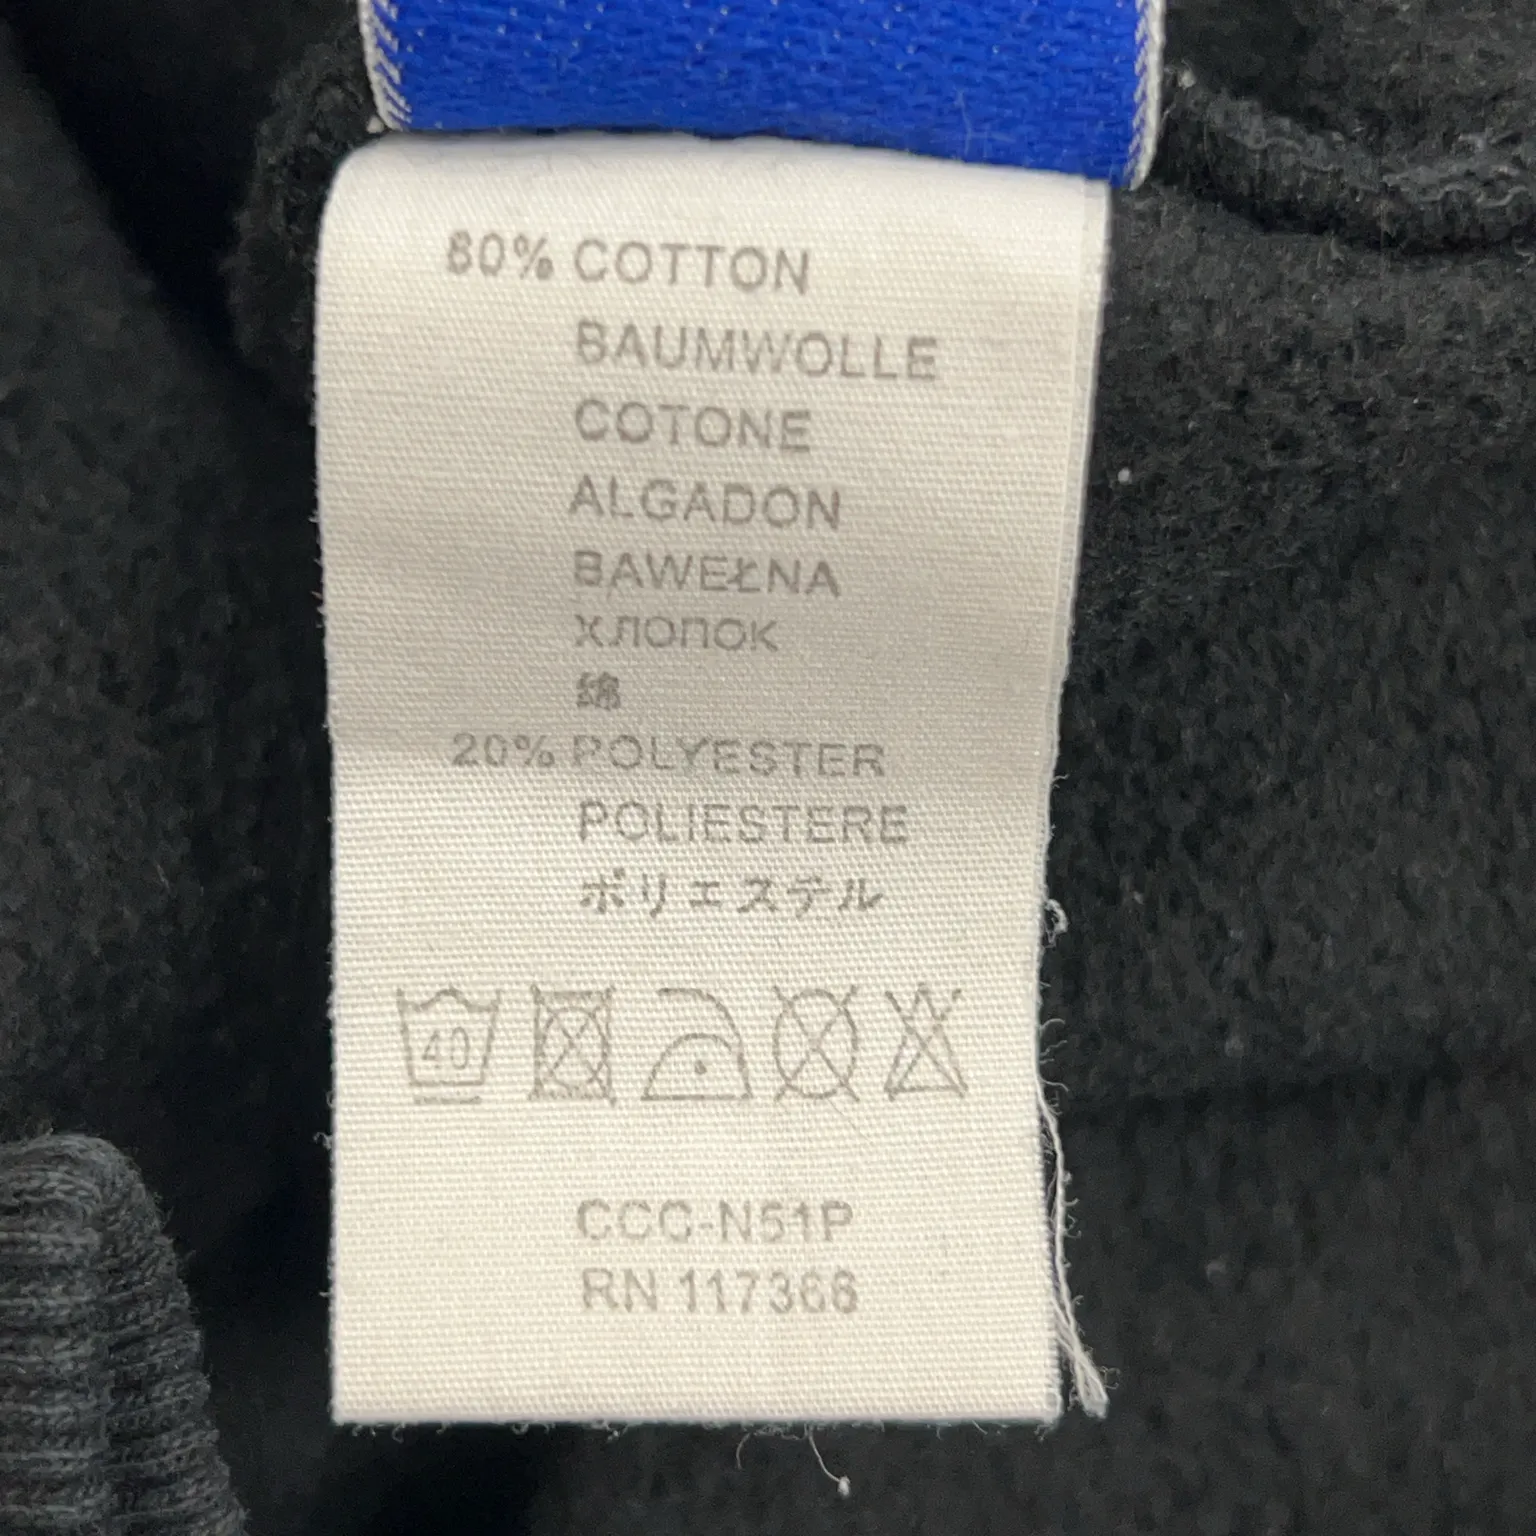 80% COTTON
BAUMWOLLE
COTONE
ALGADON
BAWEŁNA
ХЛОПОК
绵
20% POLYESTER
POLIESTERE
ポリエステル
40
CCC-N51P
RN 117366